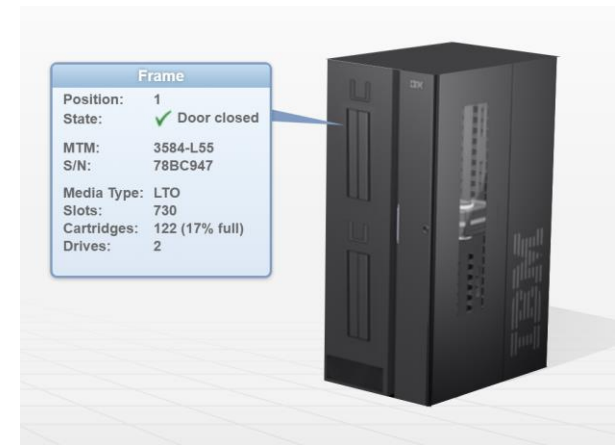 Frame
Position: 1
State: Door closed
MTM: 3584-L55
S/N: 78BC947
Media Type: LTO
Slots: 730
Cartridges: 122 (17% full)
Drives: 2
IBM
IBM